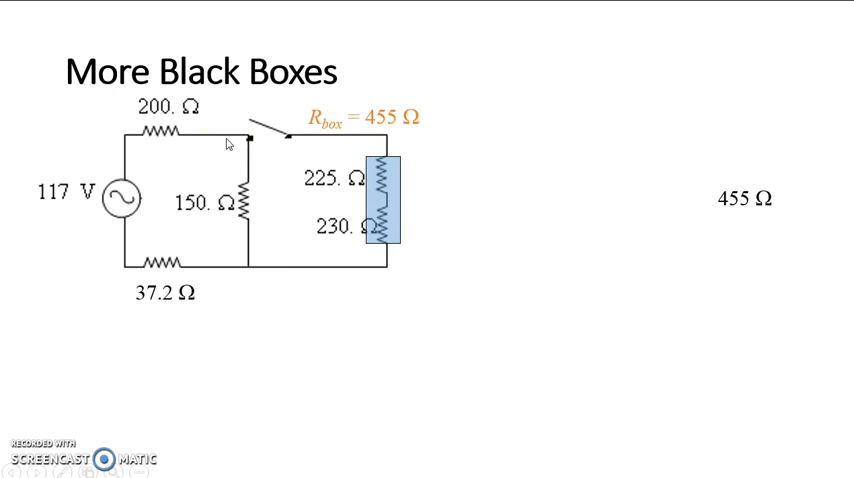 More Black Boxes
200. Ω
R_box = 455 Ω
117 V
150. Ω
225. Ω
230. Ω
455 Ω
37.2 Ω
RECORDED WITH
SCREENCAST MATIC